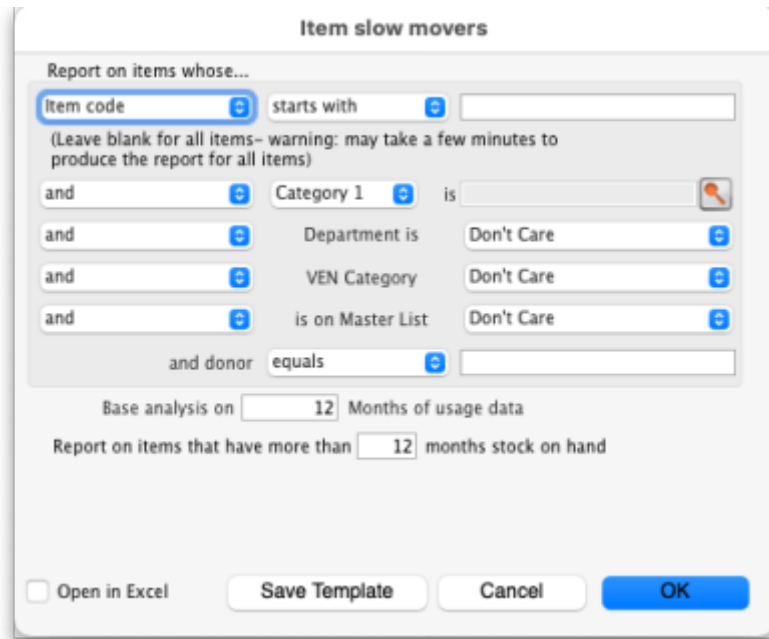 Item slow movers
Report on items whose...
Item code starts with
(Leave blank for all items- warning: may take a few minutes to
produce the report for all items)
and Category 1 is
and Department is Don't Care
and VEN Category Don't Care
and is on Master List Don't Care
and donor equals
Base analysis on 12 Months of usage data
Report on items that have more than 12 months stock on hand
Open in Excel Save Template Cancel OK